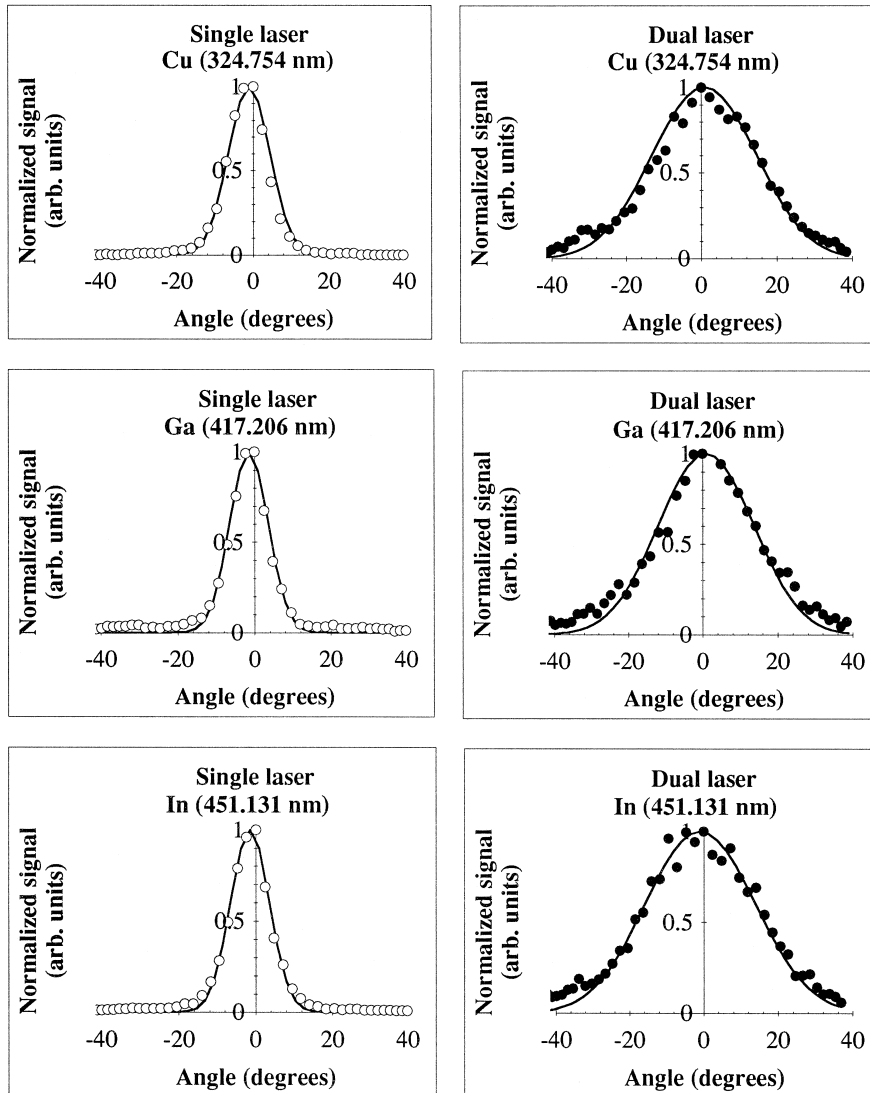 Single laser
Cu (324.754 nm)
Normalized signal
(arb. units)
1
0.5
0
-40 -20 0 20 40
Angle (degrees)
Dual laser
Cu (324.754 nm)
Normalized signal
(arb. units)
1
0.5
0
-40 -20 0 20 40
Angle (degrees)
Single laser
Ga (417.206 nm)
Normalized signal
(arb. units)
1
0.5
0
-40 -20 0 20 40
Angle (degrees)
Dual laser
Ga (417.206 nm)
Normalized signal
(arb. units)
1
0.5
0
-40 -20 0 20 40
Angle (degrees)
Single laser
In (451.131 nm)
Normalized signal
(arb. units)
1
0.5
0
-40 -20 0 20 40
Angle (degrees)
Dual laser
In (451.131 nm)
Normalized signal
(arb. units)
1
0.5
0
-40 -20 0 20 40
Angle (degrees)